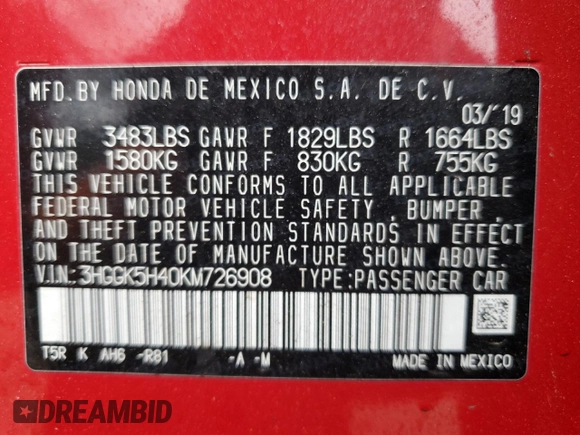 MFD. BY HONDA DE MEXICO S.A. DE C.V.
03/'19
GVWR 3483LBS GAWR F 1829LBS R 1664LBS
GVWR 1580KG GAWR F 830KG R 755KG
THIS VEHICLE CONFORMS TO ALL APPLICABLE
FEDERAL MOTOR VEHICLE SAFETY, BUMPER,
AND THEFT PREVENTION STANDARDS IN EFFECT
ON THE DATE OF MANUFACTURE SHOWN ABOVE.
V.I.N.:3HGGK5H40KM726908 TYPE:PASSENGER CAR
T5R K AH6 -R81 -A -M
MADE IN MEXICO
DREAMBID